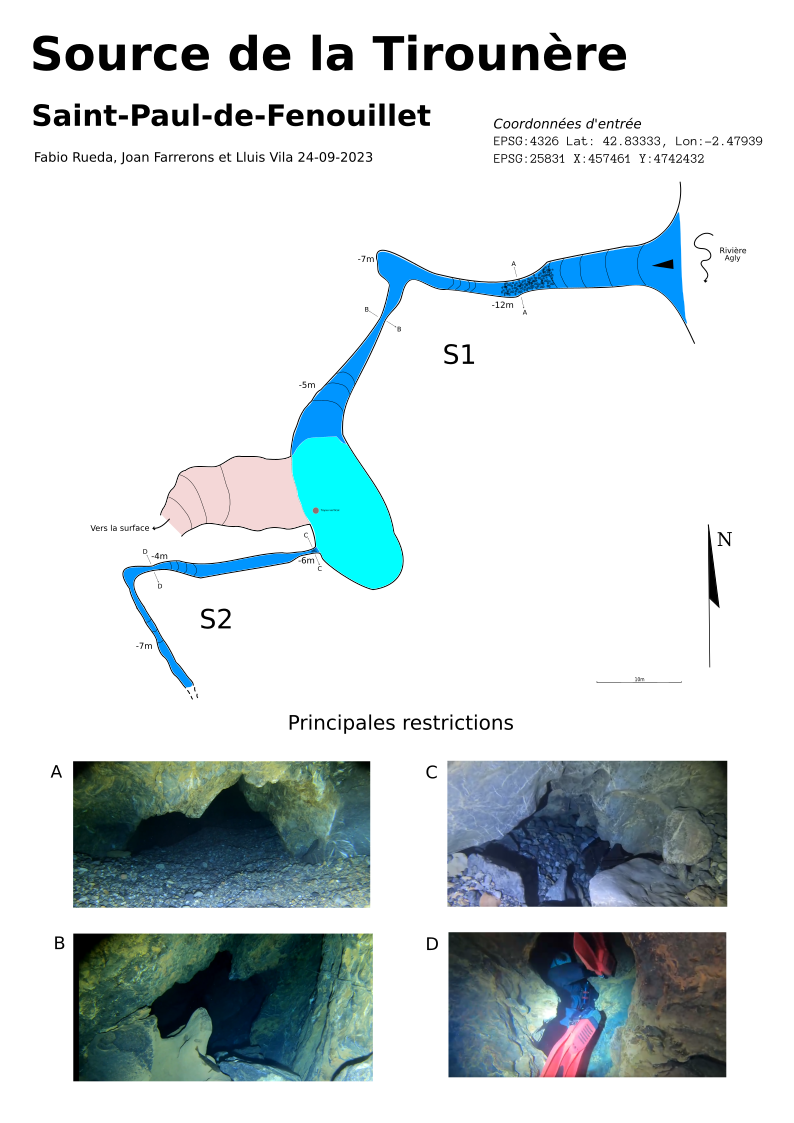 Source de la Tirounère
Saint-Paul-de-Fenouillet
Fabio Rueda, Joan Farrerons et Lluis Vila 24-09-2023
Coordonnées d'entrée
EPSG:4326 Lat: 42.83333, Lon:-2.47939
EPSG:25831 X:457461 Y:4742432
Rivière
Agly
-7m
A
-12m
A
B
B
S1
-5m
Vers la surface
C
-6m
C
D
-4m
D
S2
-7m
N
10m
Principales restrictions
A
C
B
D